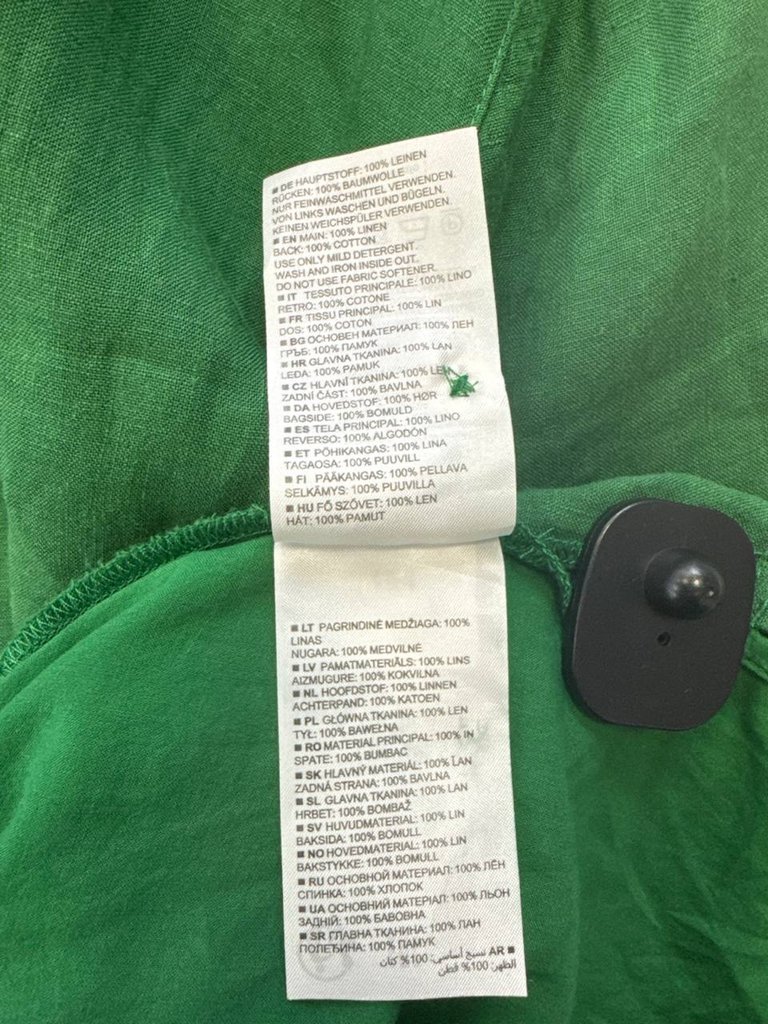 ■ DE HAUPTSTOFF: 100% LEINEN
RÜCKEN: 100% BAUMWOLLE
NUR FEINWASCHMITTEL VERWENDEN.
VON LINKS WASCHEN UND BÜGELN.
KEINEN WEICHSPÜLER VERWENDEN.
■ EN MAIN: 100% LINEN
BACK: 100% COTTON
USE ONLY MILD DETERGENT.
WASH AND IRON INSIDE OUT.
DO NOT USE FABRIC SOFTENER.
■ IT TESSUTO PRINCIPALE: 100% LINO
RETRO: 100% COTONE
■ FR TISSU PRINCIPAL: 100% LIN
DOS: 100% COTON
■ BG ОСНОВЕН МАТЕРИАЛ: 100% ЛЕН
ГРЪБ: 100% ПАМУК
■ HR GLAVNA TKANINA: 100% LAN
LEĐA: 100% PAMUK
■ CZ HLAVNÍ TKANINA: 100% LEN
ZADNÍ ČÁST: 100% BAVLNA
■ DA HOVEDSTOF: 100% HØR
BAGSIDE: 100% BOMULD
■ ES TELA PRINCIPAL: 100% LINO
REVERSO: 100% ALGODÓN
■ ET PÕHIKANGAS: 100% LINA
TAGAOSA: 100% PUUVILL
■ FI PÄÄKANGAS: 100% PELLAVA
SELKÄMYS: 100% PUUVILLA
■ HU FŐ SZÖVET: 100% LEN
HÁT: 100% PAMUT
■ LT PAGRINDINĖ MEDŽIAGA: 100%
LINAS
NUGARA: 100% MEDVILNĖ
■ LV PAMATMATERIĀLS: 100% LINS
AIZMUGURE: 100% KOKVILNA
■ NL HOOFDSTOF: 100% LINNEN
ACHTERPAND: 100% KATOEN
■ PL GŁÓWNA TKANINA: 100% LEN
TYŁ: 100% BAWEŁNA
■ RO MATERIAL PRINCIPAL: 100% IN
SPATE: 100% BUMBAC
■ SK HLAVNÝ MATERIÁL: 100% ĽAN
ZADNÁ STRANA: 100% BAVLNA
■ SL GLAVNA TKANINA: 100% LAN
HRBET: 100% BOMBAŽ
■ SV HUVUDMATERIAL: 100% LIN
BAKSIDA: 100% BOMULL
■ NO HOVEDMATERIAL: 100% LIN
BAKSTYKKE: 100% BOMULL
■ RU ОСНОВНОЙ МАТЕРИАЛ: 100% ЛЁН
СПИНКА: 100% ХЛОПОК
■ UA ОСНОВНИЙ МАТЕРІАЛ: 100% ЛЬОН
ЗАДНІЙ: 100% БАВОВНА
■ SR ГЛАВНА ТКАНИНА: 100% ЛАН
ПОЛЕЂИНА: 100% ПАМУК
■ AR نسيج أساسي: 100% كتان
الظهر: 100% قطن